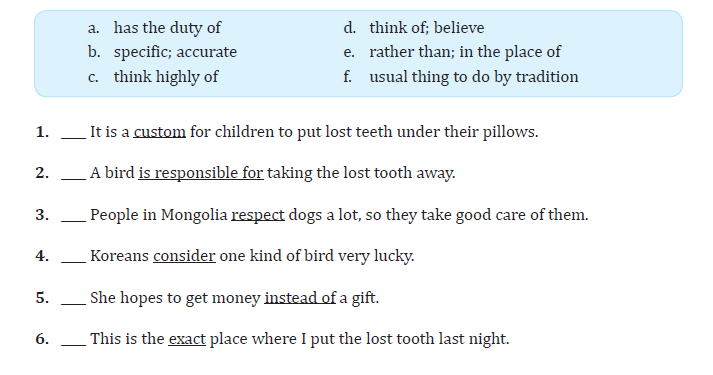 a. has the duty of
b. specific; accurate
c. think highly of
d. think of; believe
e. rather than; in the place of
f. usual thing to do by tradition
1. ___ It is a custom for children to put lost teeth under their pillows.
2. ___ A bird is responsible for taking the lost tooth away.
3. ___ People in Mongolia respect dogs a lot, so they take good care of them.
4. ___ Koreans consider one kind of bird very lucky.
5. ___ She hopes to get money instead of a gift.
6. ___ This is the exact place where I put the lost tooth last night.